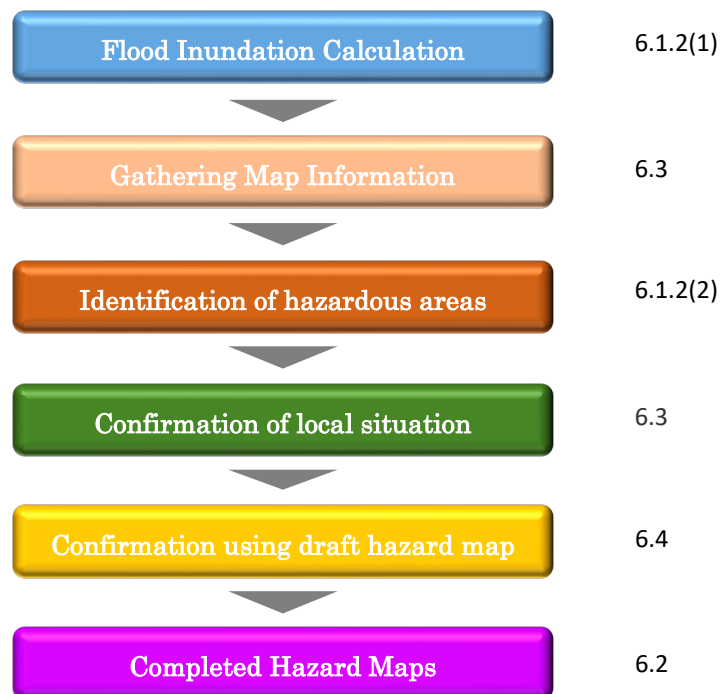 Flood Inundation Calculation 6.1.2(1)
Gathering Map Information 6.3
Identification of hazardous areas 6.1.2(2)
Confirmation of local situation 6.3
Confirmation using draft hazard map 6.4
Completed Hazard Maps 6.2